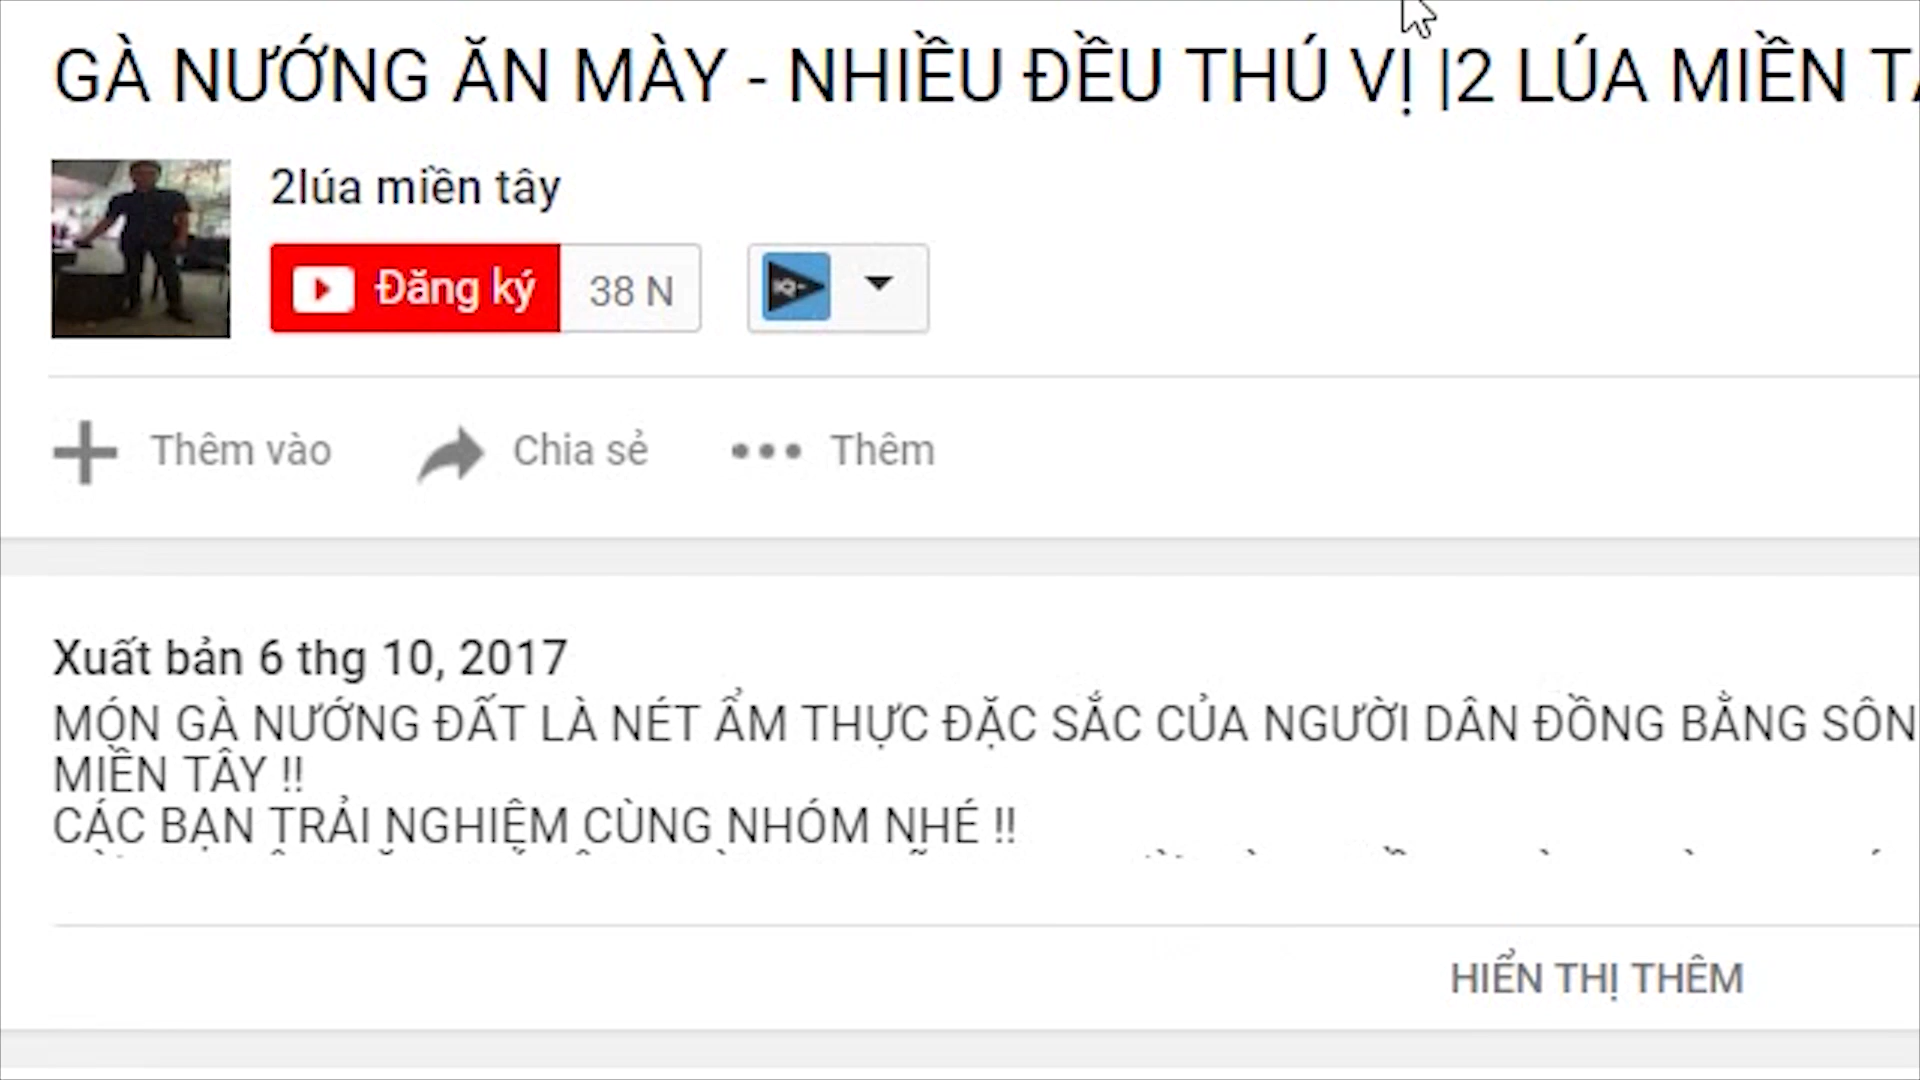 GÀ NƯỚNG ĂN MÀY - NHIỀU ĐỀU THÚ VỊ |2 LÚA MIỀN
2lúa miền tây
Đăng ký 38 N
IQ
Thêm vào Chia sẻ Thêm
Xuất bản 6 thg 10, 2017
MÓN GÀ NƯỚNG ĐẤT LÀ NÉT ẨM THỰC ĐẶC SẮC CỦA NGƯỜI DÂN ĐỒNG BẰNG SÔN
MIỀN TÂY !!
CÁC BẠN TRẢI NGHIỆM CÙNG NHÓM NHÉ !!
HIỂN THỊ THÊM